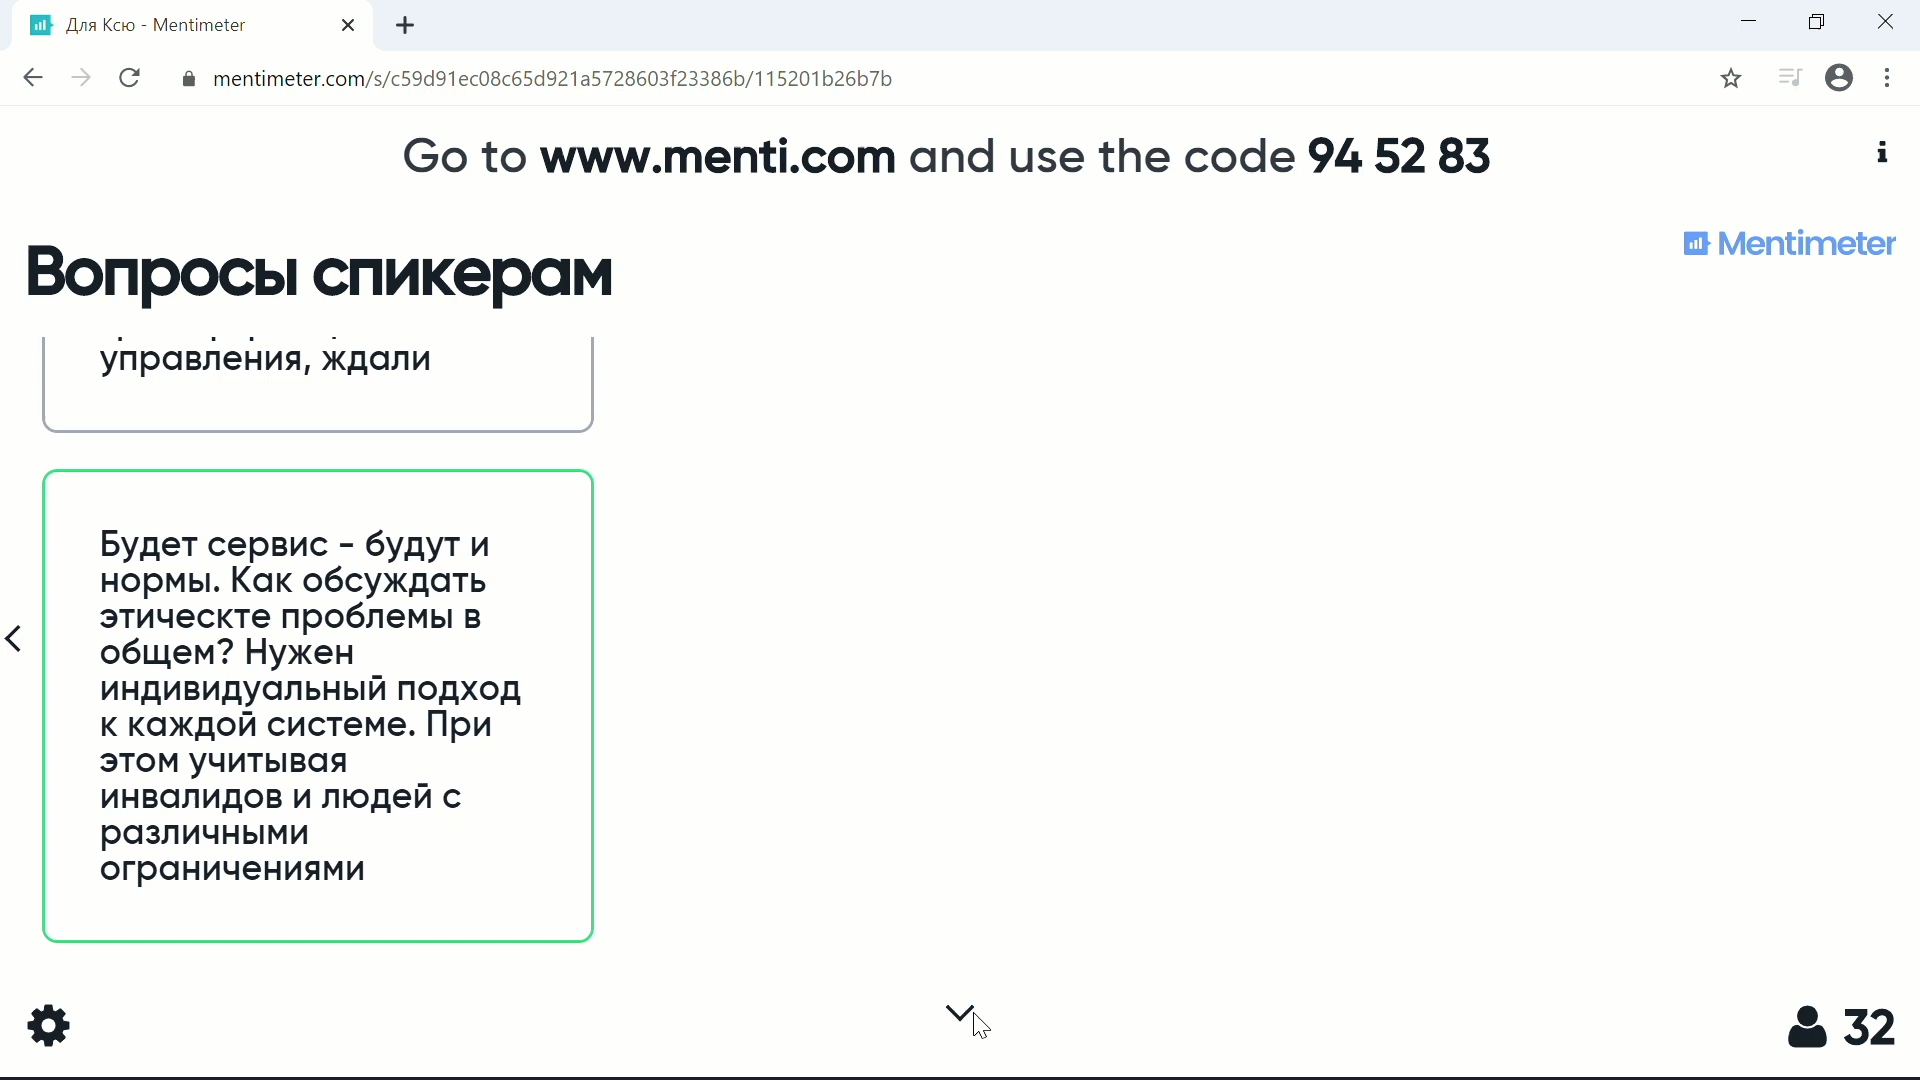 Для Ксю - Mentimeter
mentimeter.com/s/c59d91ec08c65d921a5728603f23386b/115201b26b7b
Go to www.menti.com and use the code 94 52 83
Mentimeter
Вопросы спикерам
управления, ждали
Будет сервис - будут и
нормы. Как обсуждать
этическте проблемы в
общем? Нужен
индивидуальный подход
к каждой системе. При
этом учитывая
инвалидов и людей с
различными
ограничениями
32